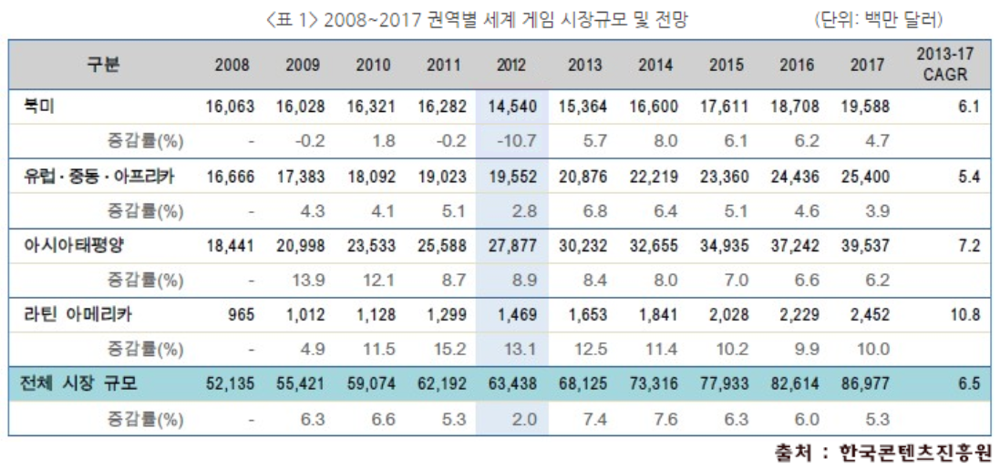 <표 1> 2008~2017 권역별 세계 게임 시장규모 및 전망 (단위: 백만 달러)
구분 2008 2009 2010 2011 2012 2013 2014 2015 2016 2017 2013-17 CAGR
북미 16,063 16,028 16,321 16,282 14,540 15,364 16,600 17,611 18,708 19,588 6.1
증감률(%) - -0.2 1.8 -0.2 -10.7 5.7 8.0 6.1 6.2 4.7
유럽·중동·아프리카 16,666 17,383 18,092 19,023 19,552 20,876 22,219 23,360 24,436 25,400 5.4
증감률(%) - 4.3 4.1 5.1 2.8 6.8 6.4 5.1 4.6 3.9
아시아태평양 18,441 20,998 23,533 25,588 27,877 30,232 32,655 34,935 37,242 39,537 7.2
증감률(%) - 13.9 12.1 8.7 8.9 8.4 8.0 7.0 6.6 6.2
라틴 아메리카 965 1,012 1,128 1,299 1,469 1,653 1,841 2,028 2,229 2,452 10.8
증감률(%) - 4.9 11.5 15.2 13.1 12.5 11.4 10.2 9.9 10.0
전체 시장 규모 52,135 55,421 59,074 62,192 63,438 68,125 73,316 77,933 82,614 86,977 6.5
증감률(%) - 6.3 6.6 5.3 2.0 7.4 7.6 6.3 6.0 5.3
출처 : 한국콘텐츠진흥원